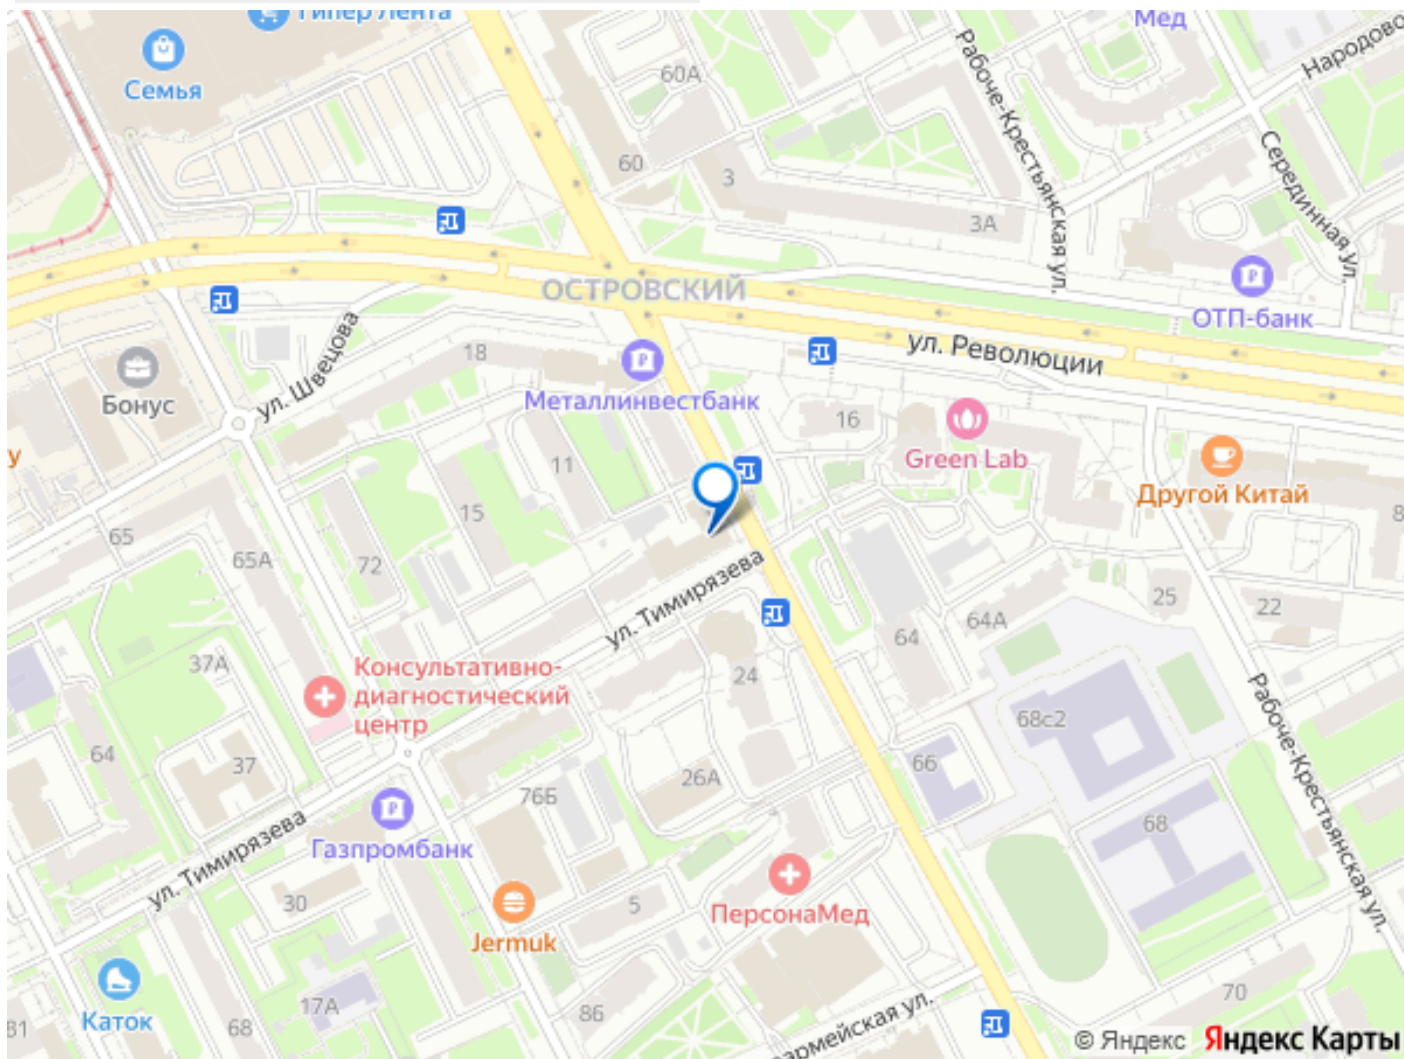 Гипер Лента
Мед
Народово
Семья
60А
Рабоче-Крестьянская ул.
Серединная ул.
60
3
3А
ОСТРОВСКИЙ
ОТП-банк
ул. Революции
ул. Швецова
18
Бонус
Металлинвестбанк
16
Green Lab
11
у
Другой Китай
15
8
65
65А
72
ул. Тимирязева
25
22
64А
64
37А
Консультативно-
диагностический
центр
24
Рабоче-Крестьянская ул.
68с2
64
37
66
26А
76Б
68
Газпромбанк
ул. Тимирязева
30
5
ПерсонаМед
Jermuk
17А
86
70
Каток
81
68
армейская ул.
© Яндекс Яндекс Карты